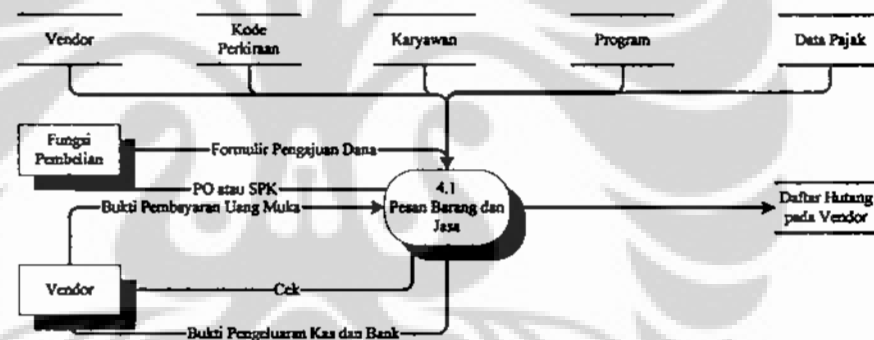 Vendor
Kode
Perkiraan
Karyawan
Program
Data Pajak
Fungsi
Pembelian
Formulir Pengajuan Dana
PO atau SPK
Bukti Pembayaran Uang Muka
4.1
Pesan Barang dan
Jasa
Daftar Hutang
pada Vendor
Vendor
Cek
Bukti Pengeluaran Kas dan Bank